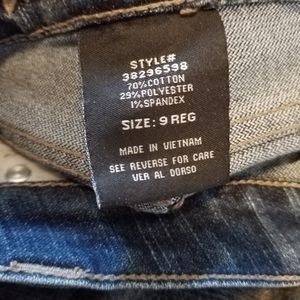 STYLE#
38296598
70%COTTON
29%POLYESTER
1%SPANDEX
SIZE: 9 REG
MADE IN VIETNAM
SEE REVERSE FOR CARE
VER AL DORSO